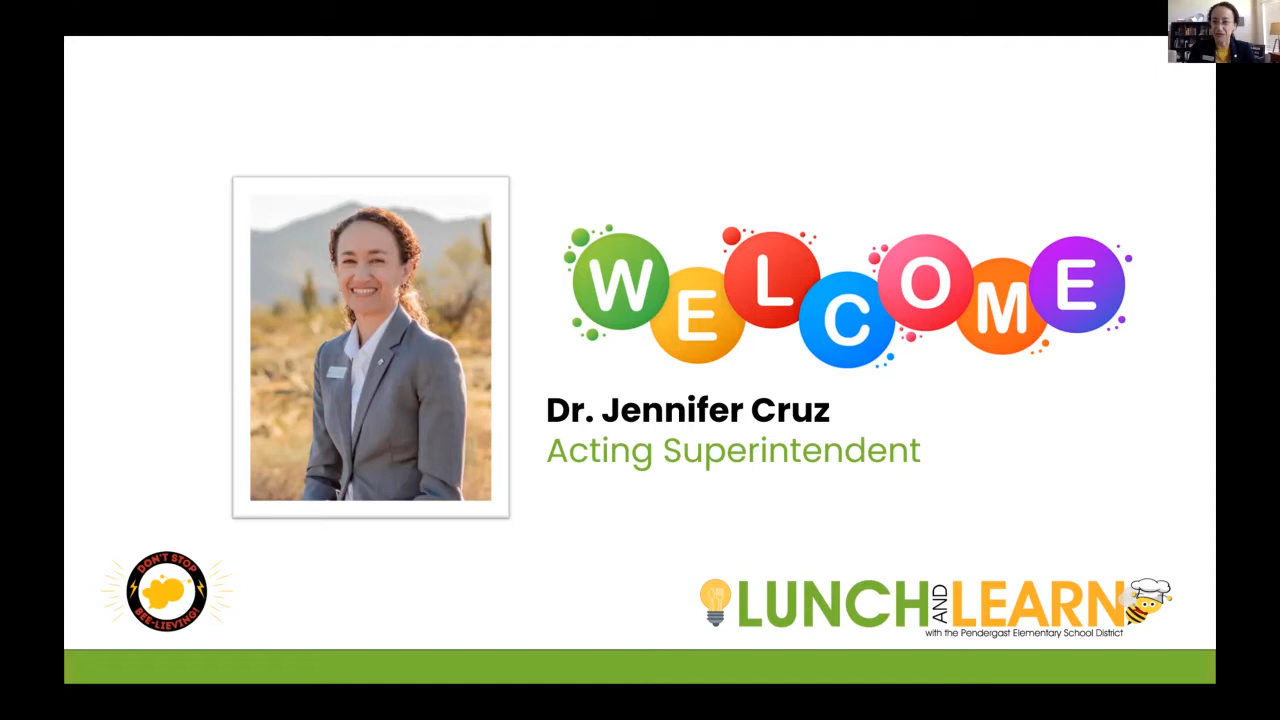 WELCOME
Dr. Jennifer Cruz
Acting Superintendent
DON'T STOP
BEE-LIEVING!
LUNCH AND LEARN
with the Pendergast Elementary School District